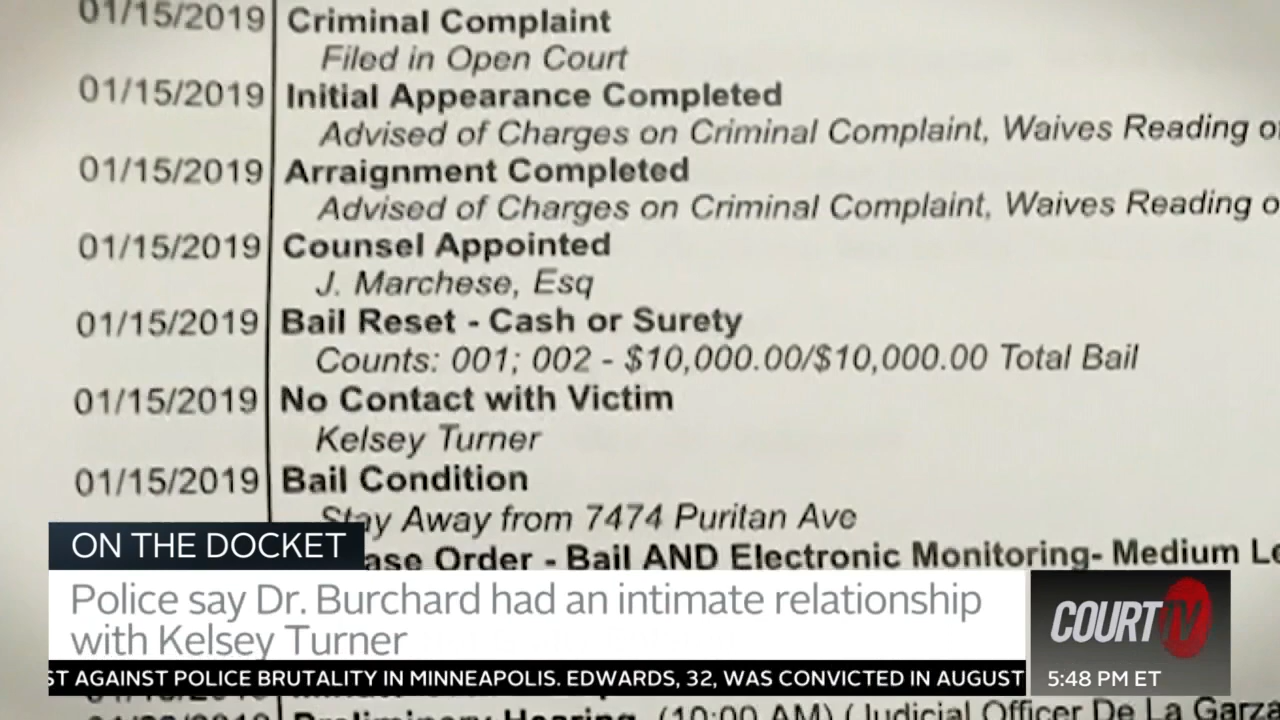 01/15/2019 Criminal Complaint
Filed in Open Court
01/15/2019 Initial Appearance Completed
Advised of Charges on Criminal Complaint, Waives Reading
01/15/2019 Arraignment Completed
Advised of Charges on Criminal Complaint, Waives Reading
01/15/2019 Counsel Appointed
J. Marchese, Esq
01/15/2019 Bail Reset - Cash or Surety
Counts: 001; 002 - $10,000.00/$10,000.00 Total Bail
01/15/2019 No Contact with Victim
Kelsey Turner
01/15/2019 Bail Condition
Stay Away from 7474 Puritan Ave
ase Order - Bail AND Electronic Monitoring- Medium
ON THE DOCKET
Police say Dr. Burchard had an intimate relationship
with Kelsey Turner
COURT TV
ST AGAINST POLICE BRUTALITY IN MINNEAPOLIS. EDWARDS, 32, WAS CONVICTED IN AUGUST
5:48 PM ET
Preliminary Hearing (10:00 AM) (Judicial Officer De La Garza